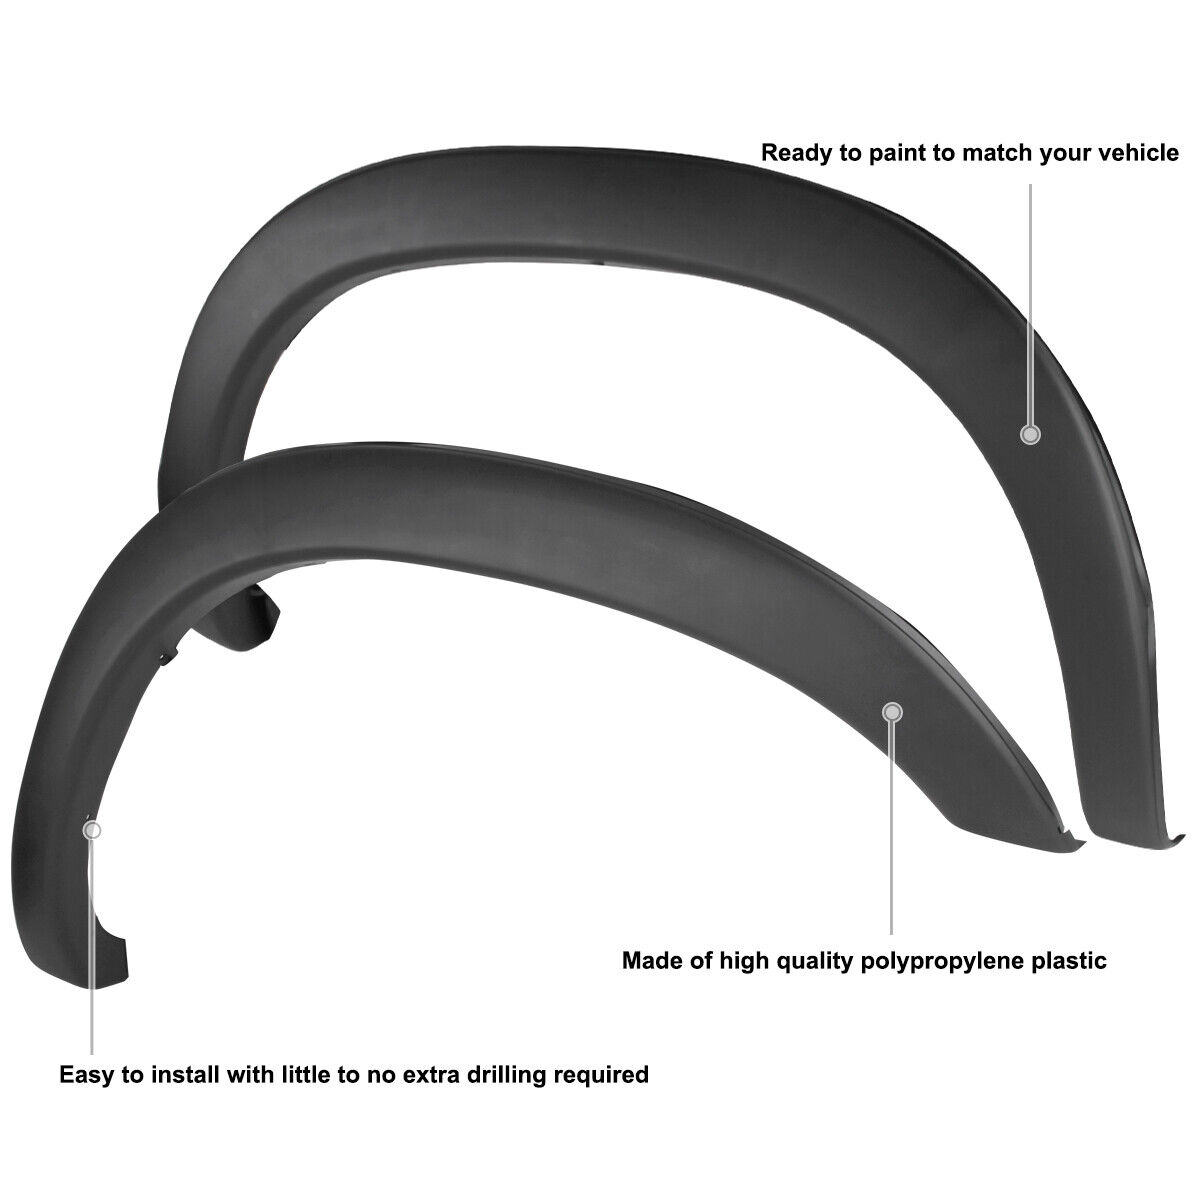 Ready to paint to match your vehicle
Made of high quality polypropylene plastic
Easy to install with little to no extra drilling required